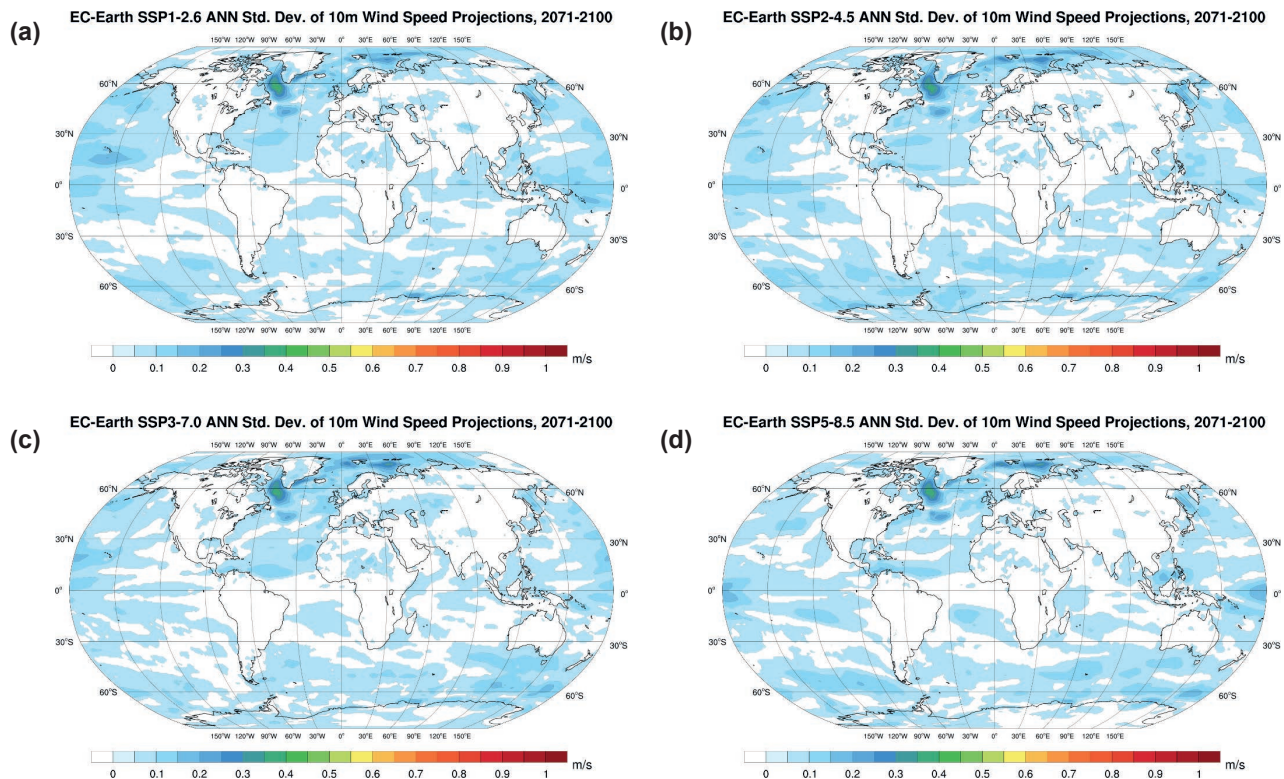 EC-Earth SSP1-2.6 ANN Std. Dev. of 10m Wind Speed Projections, 2071-2100
(a)
150°W 120°W 90°W 60°W 30°W 0° 30°E 60°E 90°E 120°E 150°E
60°N 60°N
30°N 30°N
0° 0°
30°S 30°S
60°S 60°S
150°W 120°W 90°W 60°W 30°W 0° 30°E 60°E 90°E 120°E 150°E
m/s
0 0.1 0.2 0.3 0.4 0.5 0.6 0.7 0.8 0.9 1
EC-Earth SSP2-4.5 ANN Std. Dev. of 10m Wind Speed Projections, 2071-2100
(b)
150°W 120°W 90°W 60°W 30°W 0° 30°E 60°E 90°E 120°E 150°E
60°N 60°N
30°N 30°N
0° 0°
30°S 30°S
60°S 60°S
150°W 120°W 90°W 60°W 30°W 0° 30°E 60°E 90°E 120°E 150°E
m/s
0 0.1 0.2 0.3 0.4 0.5 0.6 0.7 0.8 0.9 1
EC-Earth SSP3-7.0 ANN Std. Dev. of 10m Wind Speed Projections, 2071-2100
(c)
150°W 120°W 90°W 60°W 30°W 0° 30°E 60°E 90°E 120°E 150°E
60°N 60°N
30°N 30°N
0° 0°
30°S 30°S
60°S 60°S
150°W 120°W 90°W 60°W 30°W 0° 30°E 60°E 90°E 120°E 150°E
m/s
0 0.1 0.2 0.3 0.4 0.5 0.6 0.7 0.8 0.9 1
EC-Earth SSP5-8.5 ANN Std. Dev. of 10m Wind Speed Projections, 2071-2100
(d)
150°W 120°W 90°W 60°W 30°W 0° 30°E 60°E 90°E 120°E 150°E
60°N 60°N
30°N 30°N
0° 0°
30°S 30°S
60°S 60°S
150°W 120°W 90°W 60°W 30°W 0° 30°E 60°E 90°E 120°E 150°E
m/s
0 0.1 0.2 0.3 0.4 0.5 0.6 0.7 0.8 0.9 1